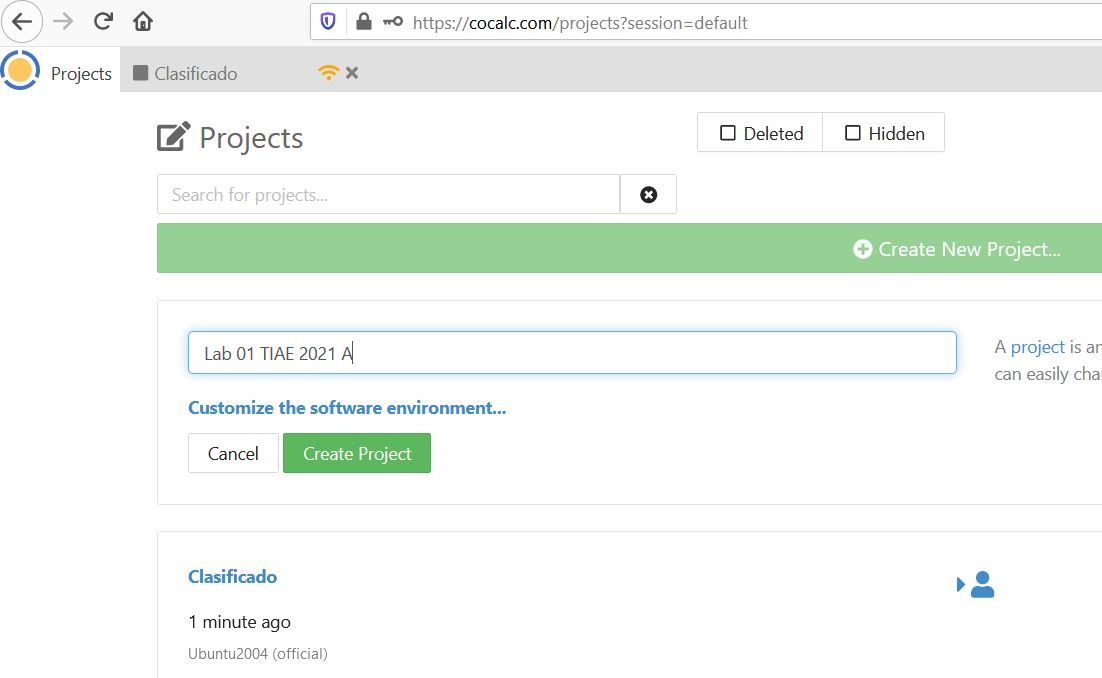 https://cocalc.com/projects?session=default
Projects
Clasificado
Projects
Deleted
Hidden
Search for projects...
Create New Project...
Lab 01 TIAE 2021 A
A project is an
can easily cha
Customize the software environment...
Cancel
Create Project
Clasificado
1 minute ago
Ubuntu2004 (official)